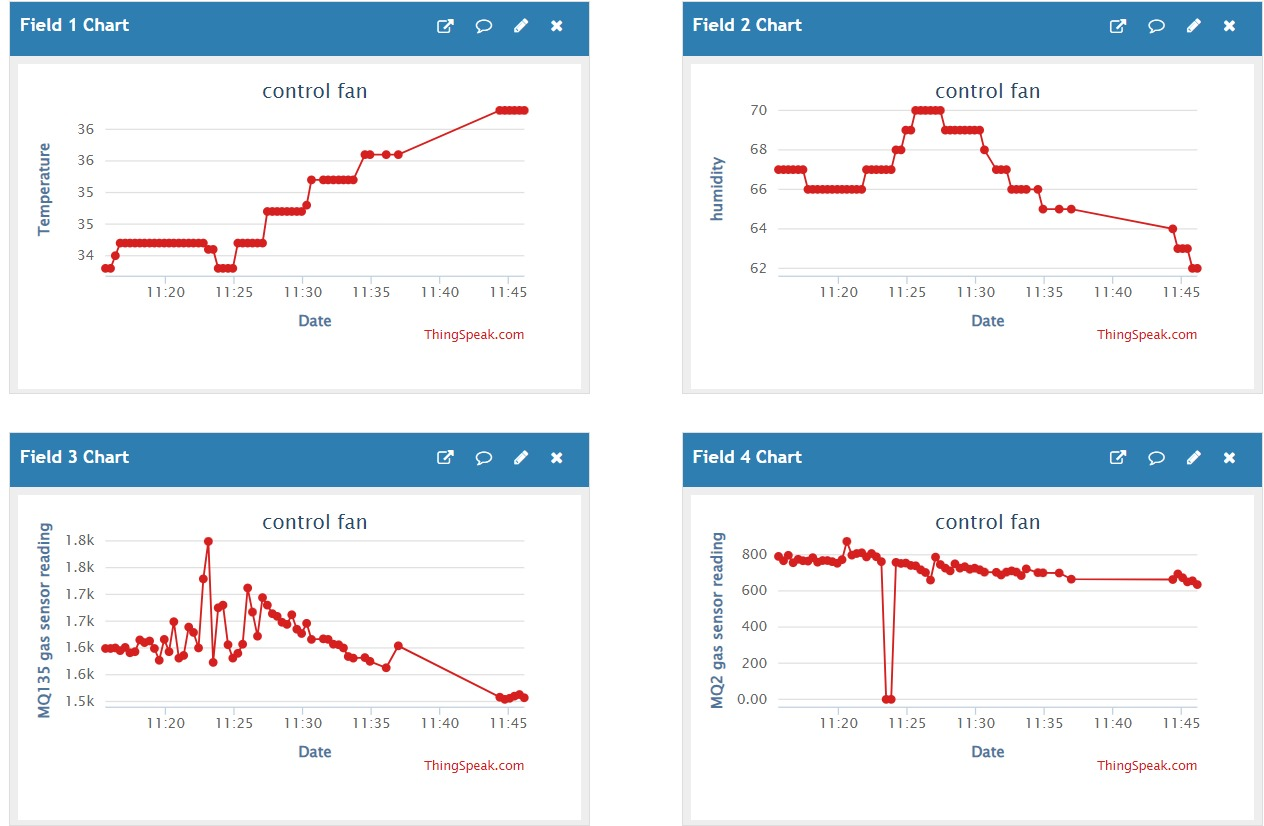 Field 1 Chart
control fan
Temperature
36
36
35
35
34
11:20 11:25 11:30 11:35 11:40 11:45
Date
ThingSpeak.com
Field 2 Chart
control fan
humidity
70
68
66
64
62
11:20 11:25 11:30 11:35 11:40 11:45
Date
ThingSpeak.com
Field 3 Chart
control fan
MQ135 gas sensor reading
1.8k
1.8k
1.7k
1.7k
1.6k
1.6k
1.5k
11:20 11:25 11:30 11:35 11:40 11:45
Date
ThingSpeak.com
Field 4 Chart
control fan
MQ2 gas sensor reading
800
600
400
200
0.00
11:20 11:25 11:30 11:35 11:40 11:45
Date
ThingSpeak.com